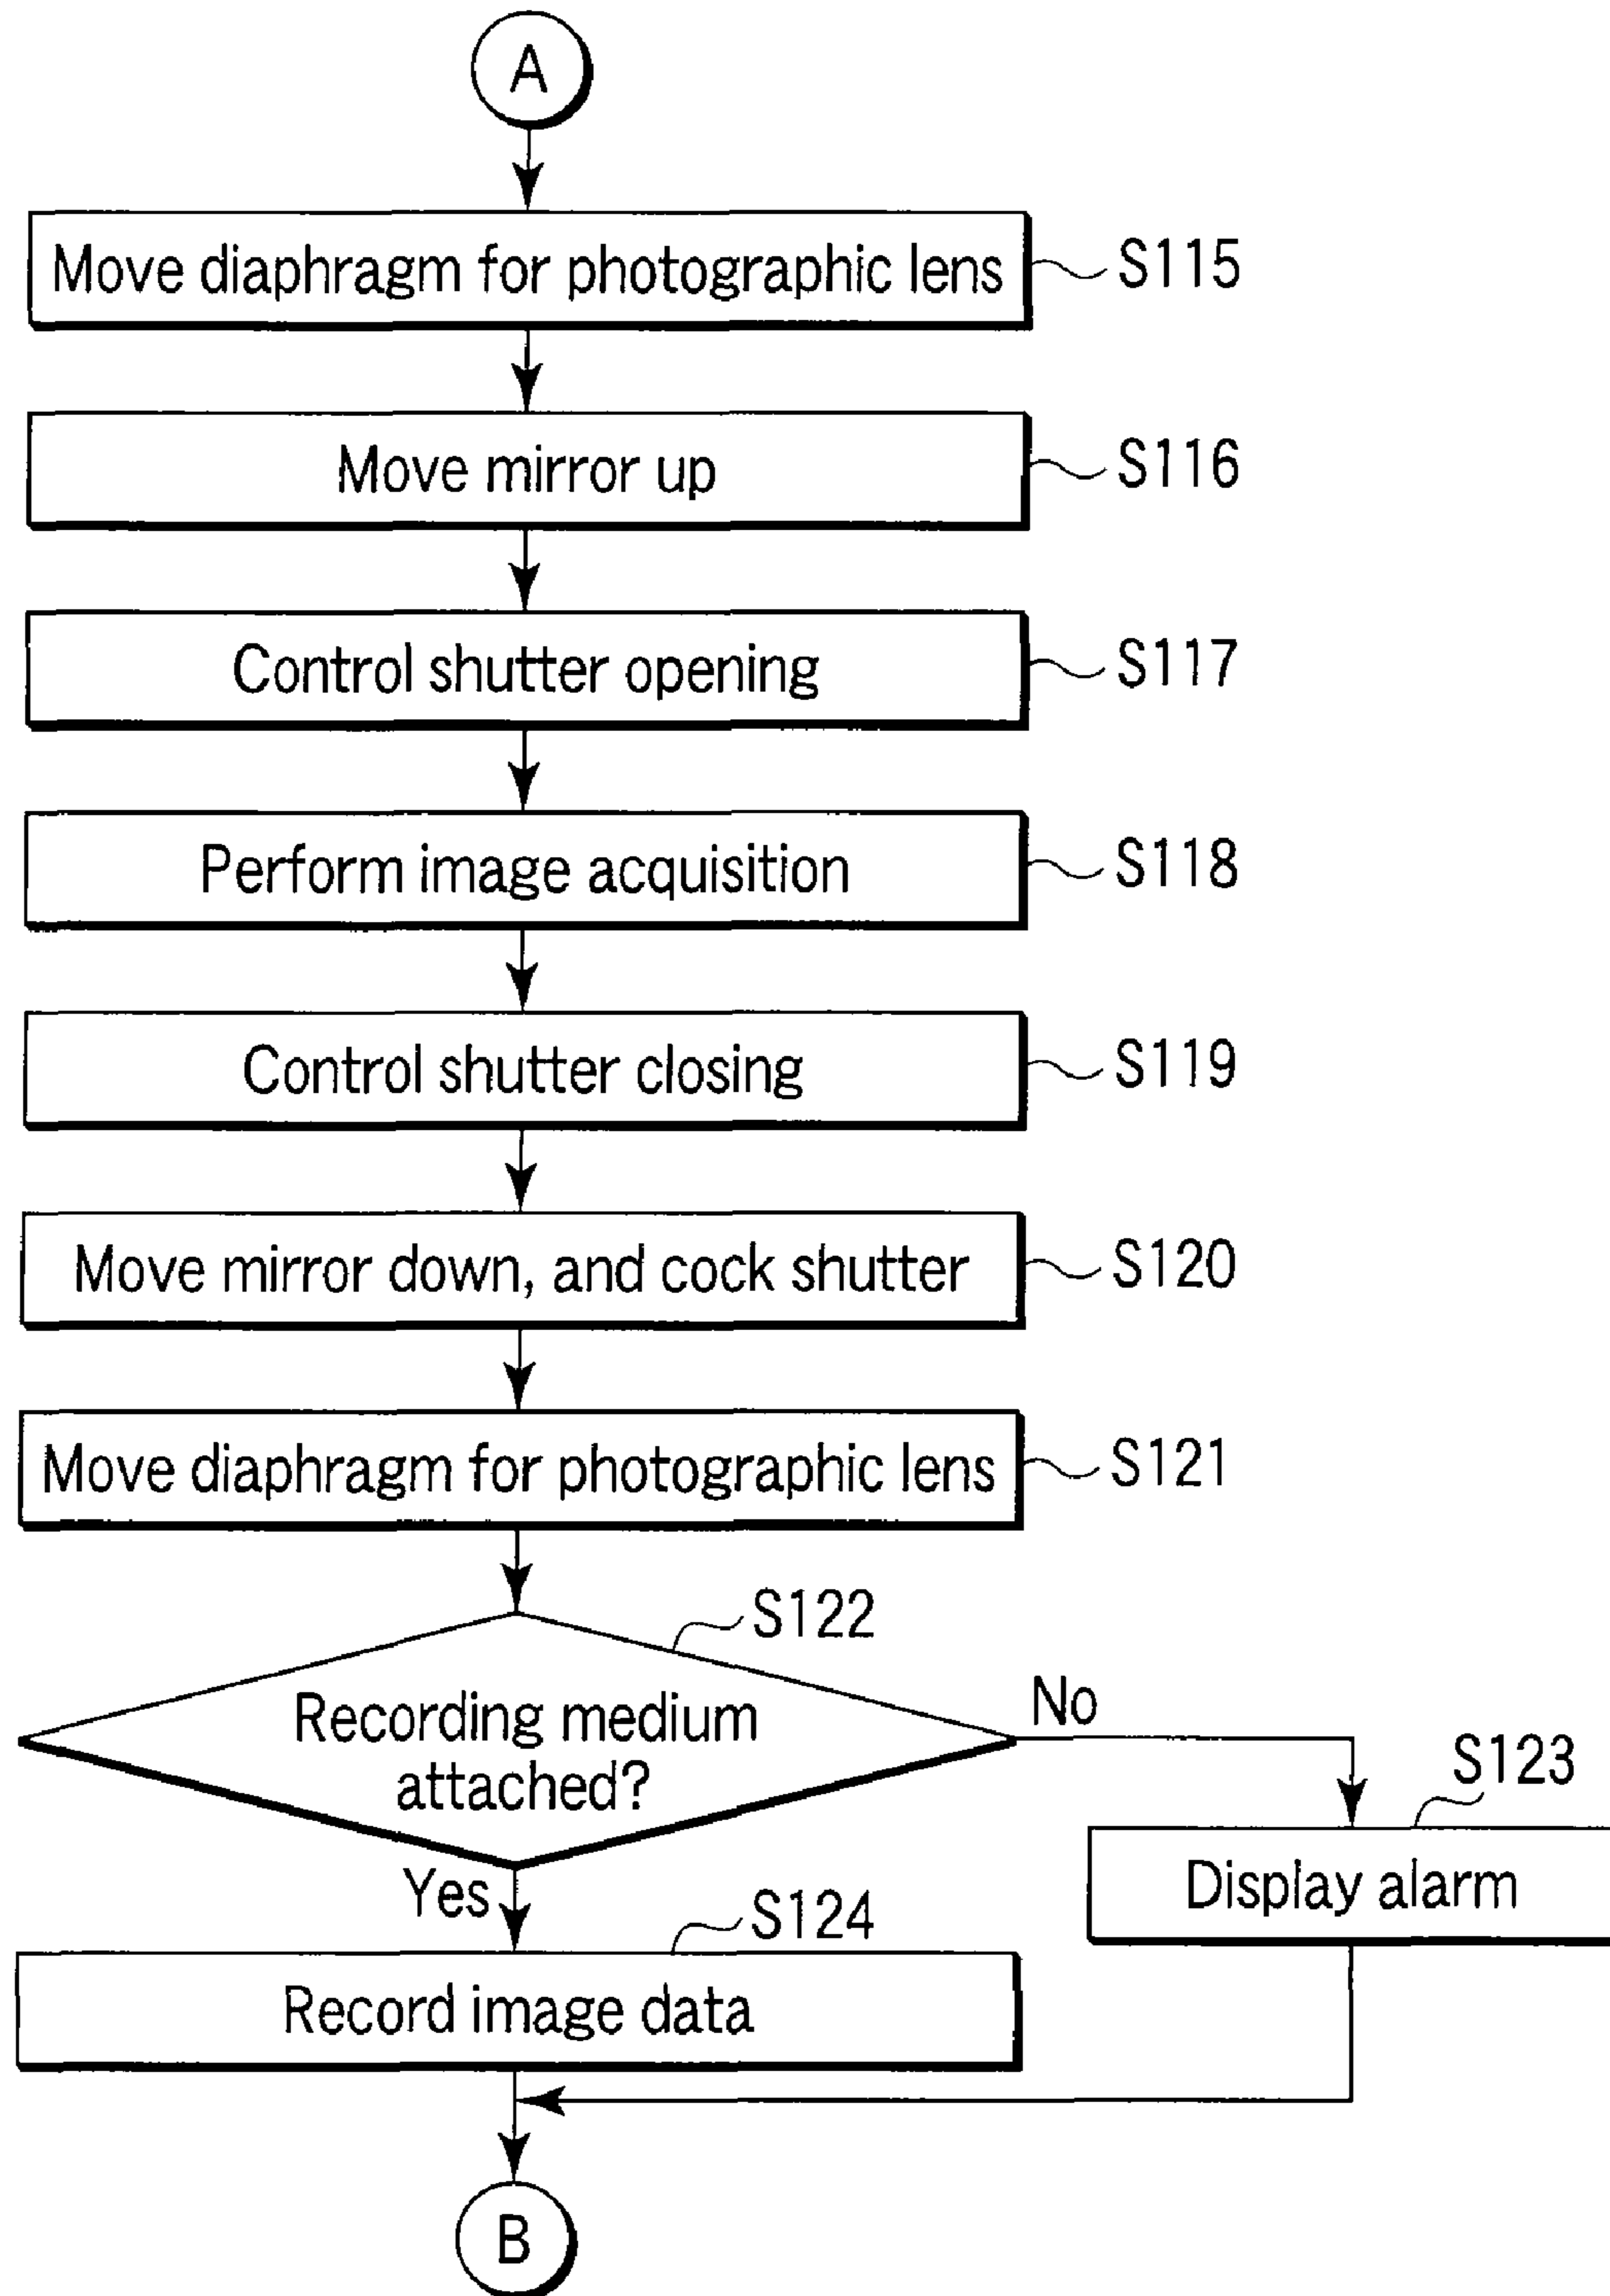 A
Move diaphragm for photographic lens S115
Move mirror up S116
Control shutter opening S117
Perform image acquisition S118
Control shutter closing S119
Move mirror down, and cock shutter S120
Move diaphragm for photographic lens S121
S122
Recording medium
attached?
No
S123
Display alarm
Yes
S124
Record image data
B